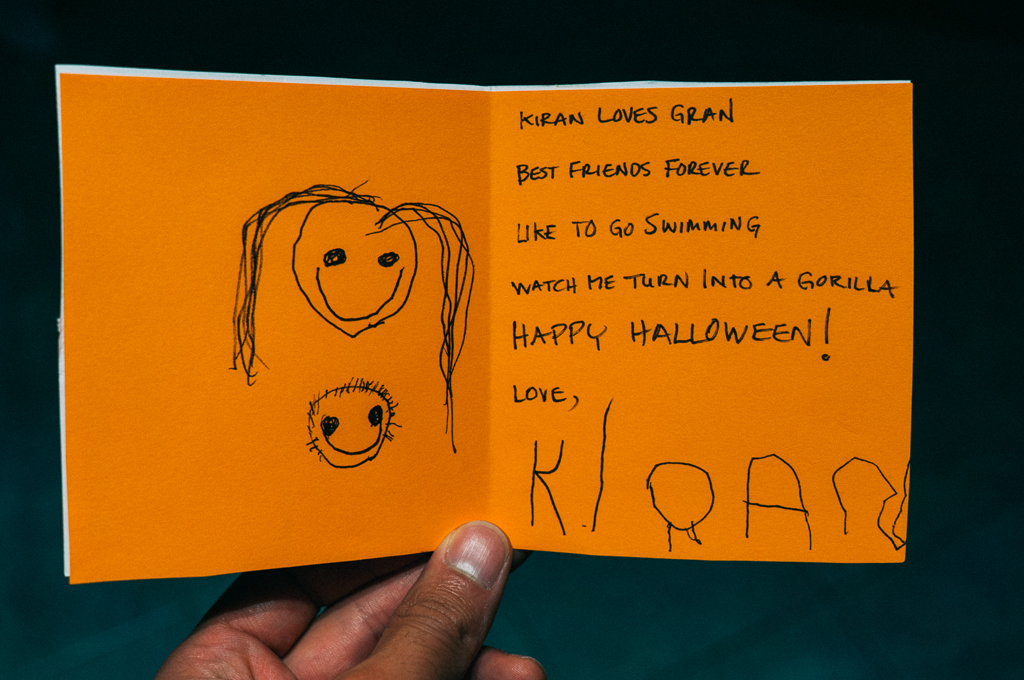 KIRAN LOVES GRAN
BEST FRIENDS FOREVER
LIKE TO GO SWIMMING
WATCH ME TURN INTO A GORILLA
HAPPY HALLOWEEN!
LOVE,
KIRAN